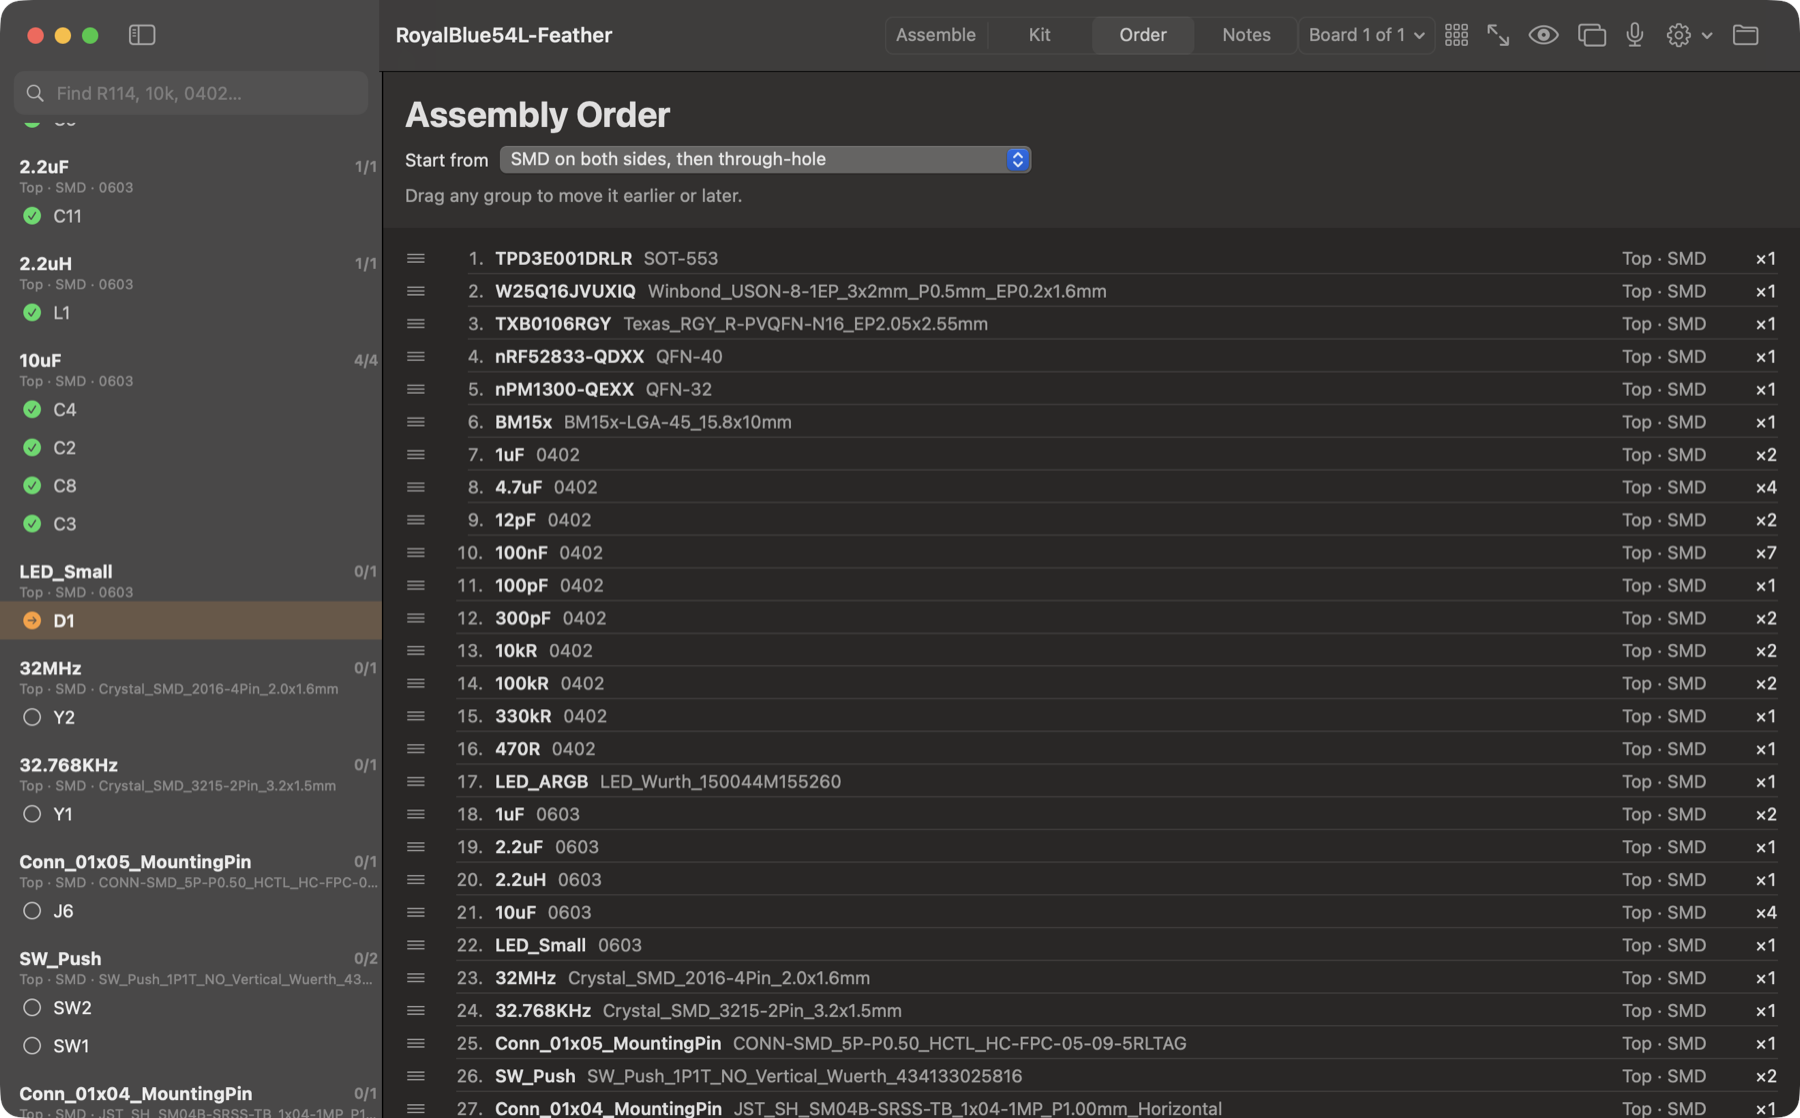 RoyalBlue54L-Feather
Assemble
Kit
Order
Notes
Board 1 of 1
Find R114, 10k, 0402...
2.2uF 1/1
Top · SMD · 0603
C11
2.2uH 1/1
Top · SMD · 0603
L1
10uF 4/4
Top · SMD · 0603
C4
C2
C8
C3
LED_Small 0/1
Top · SMD · 0603
D1
32MHz 0/1
Top · SMD · Crystal_SMD_2016-4Pin_2.0x1.6mm
Y2
32.768KHz 0/1
Top · SMD · Crystal_SMD_3215-2Pin_3.2x1.5mm
Y1
Conn_01x05_MountingPin 0/1
Top · SMD · CONN-SMD_5P-P0.50_HCTL_HC-FPC-0...
J6
SW_Push 0/2
Top · SMD · SW_Push_1P1T_NO_Vertical_Wuerth_43...
SW2
SW1
Conn_01x04_MountingPin 0/1
Top · SMD · JST_SH_SM04B-SRSS-TB_1x04-1MP_P1...
Assembly Order
Start from SMD on both sides, then through-hole
Drag any group to move it earlier or later.
1. TPD3E001DRLR SOT-553 Top · SMD ×1
2. W25Q16JVUXIQ Winbond_USON-8-1EP_3x2mm_P0.5mm_EP0.2x1.6mm Top · SMD ×1
3. TXB0106RGY Texas_RGY_R-PVQFN-N16_EP2.05x2.55mm Top · SMD ×1
4. nRF52833-QDXX QFN-40 Top · SMD ×1
5. nPM1300-QEXX QFN-32 Top · SMD ×1
6. BM15x BM15x-LGA-45_15.8x10mm Top · SMD ×1
7. 1uF 0402 Top · SMD ×2
8. 4.7uF 0402 Top · SMD ×4
9. 12pF 0402 Top · SMD ×2
10. 100nF 0402 Top · SMD ×7
11. 100pF 0402 Top · SMD ×1
12. 300pF 0402 Top · SMD ×2
13. 10kR 0402 Top · SMD ×2
14. 100kR 0402 Top · SMD ×2
15. 330kR 0402 Top · SMD ×1
16. 470R 0402 Top · SMD ×1
17. LED_ARGB LED_Wurth_150044M155260 Top · SMD ×1
18. 1uF 0603 Top · SMD ×2
19. 2.2uF 0603 Top · SMD ×1
20. 2.2uH 0603 Top · SMD ×1
21. 10uF 0603 Top · SMD ×4
22. LED_Small 0603 Top · SMD ×1
23. 32MHz Crystal_SMD_2016-4Pin_2.0x1.6mm Top · SMD ×1
24. 32.768KHz Crystal_SMD_3215-2Pin_3.2x1.5mm Top · SMD ×1
25. Conn_01x05_MountingPin CONN-SMD_5P-P0.50_HCTL_HC-FPC-05-09-5RLTAG Top · SMD ×1
26. SW_Push SW_Push_1P1T_NO_Vertical_Wuerth_434133025816 Top · SMD ×2
27. Conn_01x04_MountingPin JST_SH_SM04B-SRSS-TB_1x04-1MP_P1.00mm_Horizontal Top · SMD ×1